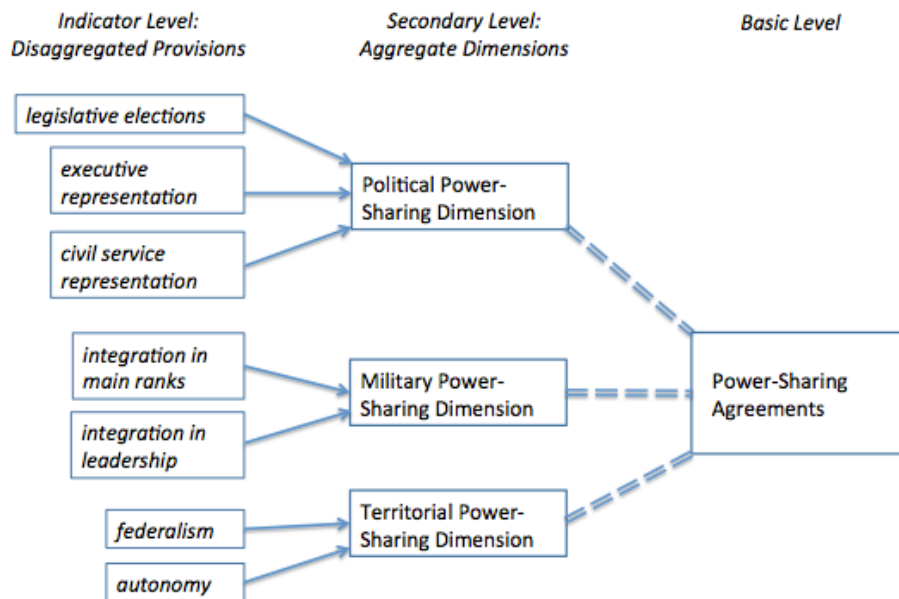 Indicator Level:
Disaggregated Provisions
Secondary Level:
Aggregate Dimensions
Basic Level
legislative elections
executive
representation
civil service
representation
Political Power-
Sharing Dimension
integration in
main ranks
integration in
leadership
Military Power-
Sharing Dimension
Power-Sharing
Agreements
federalism
autonomy
Territorial Power-
Sharing Dimension